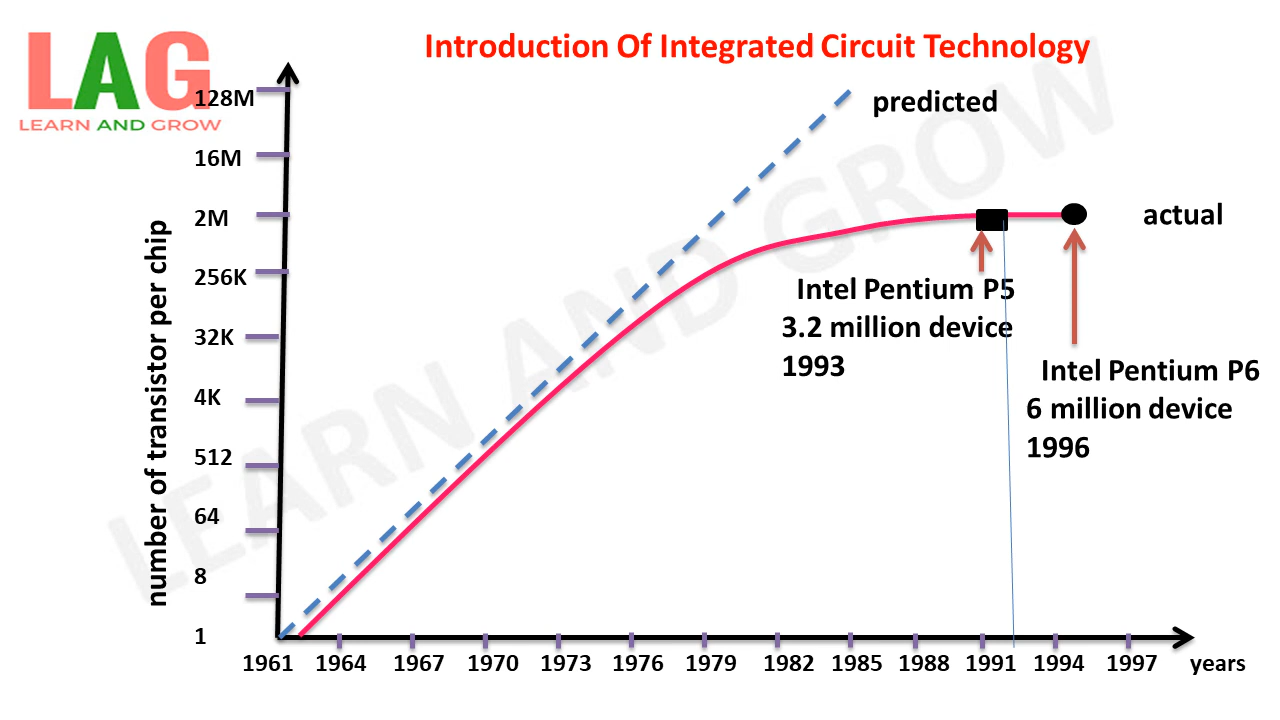 LAG
LEARN AND GROW
Introduction Of Integrated Circuit Technology
number of transistor per chip
128M
16M
2M
256K
32K
4K
512
64
8
1
predicted
actual
Intel Pentium P5
3.2 million device
1993
Intel Pentium P6
6 million device
1996
1961 1964 1967 1970 1973 1976 1979 1982 1985 1988 1991 1994 1997 years
LEARN AND GROW